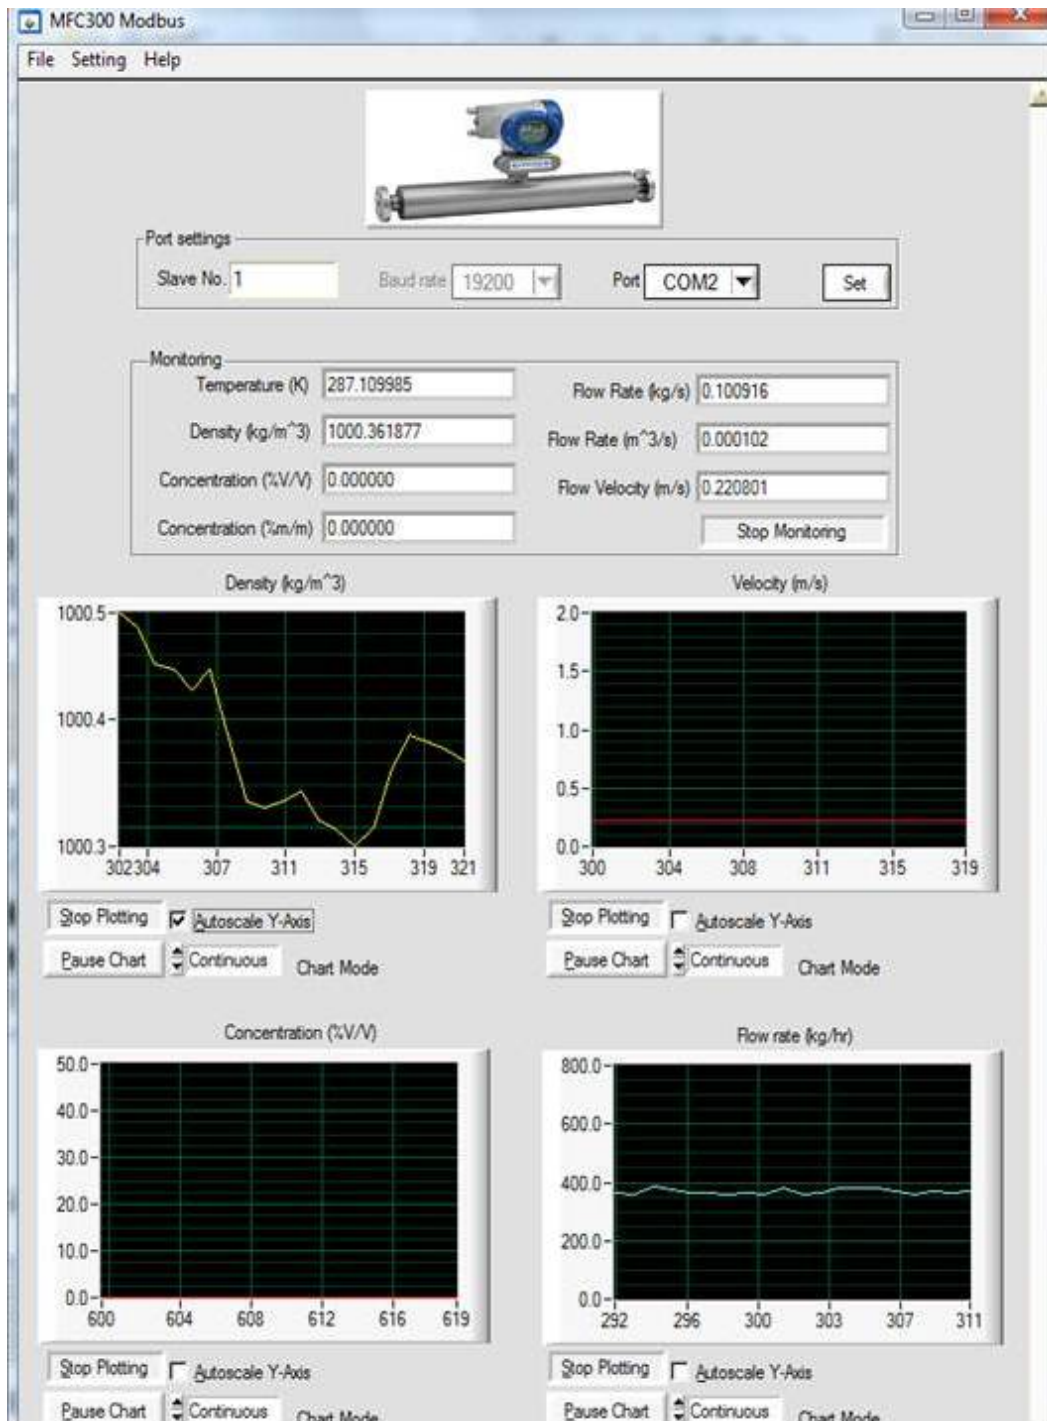 MFC300 Modbus
File Setting Help
Port settings
Slave No. 1 Baud rate 19200 Port COM2 Set
Monitoring
Temperature (K) 287.109985 Flow Rate (kg/s) 0.100916
Density (kg/m^3) 1000.361877 Flow Rate (m^3/s) 0.000102
Concentration (%V/V) 0.000000 Flow Velocity (m/s) 0.220801
Concentration (%m/m) 0.000000 Stop Monitoring
Density (kg/m^3)
1000.5
1000.4
1000.3
302 304 307 311 315 319 321
Stop Plotting Autoscale Y-Axis
Pause Chart Continuous Chart Mode
Velocity (m/s)
2.0
1.5
1.0
0.5
0.0
300 304 308 311 315 319
Stop Plotting Autoscale Y-Axis
Pause Chart Continuous Chart Mode
Concentration (%V/V)
50.0
40.0
30.0
20.0
10.0
0.0
600 604 608 612 616 619
Stop Plotting Autoscale Y-Axis
Pause Chart Continuous Chart Mode
Flow rate (kg/hr)
800.0
600.0
400.0
200.0
0.0
292 296 300 303 307 311
Stop Plotting Autoscale Y-Axis
Pause Chart Continuous Chart Mode